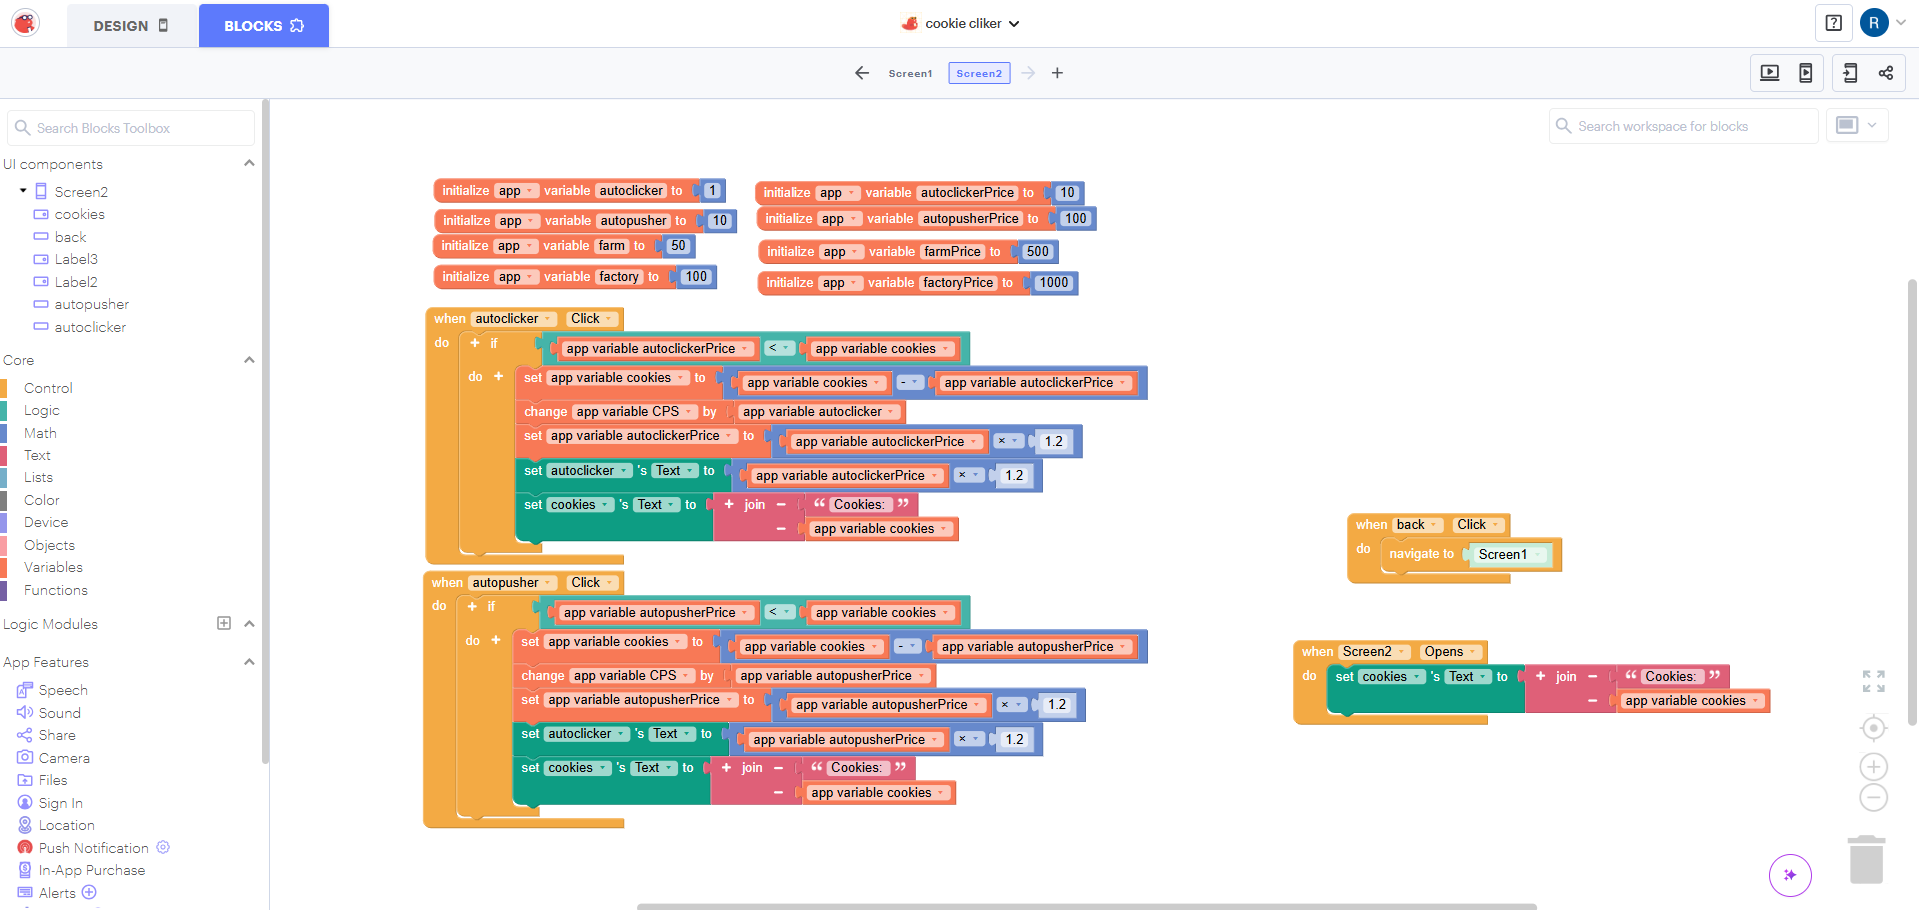 DESIGN
BLOCKS
cookie cliker
?
R
Screen1
Screen2
+
Search Blocks Toolbox
Search workspace for blocks
UI components
Screen2
cookies
back
Label3
Label2
autopusher
autoclicker
Core
Control
Logic
Math
Text
Lists
Color
Device
Objects
Variables
Functions
Logic Modules
App Features
Speech
Sound
Share
Camera
Files
Sign In
Location
Push Notification
In-App Purchase
Alerts
initialize app variable autoclicker to 1
initialize app variable autopusher to 10
initialize app variable farm to 50
initialize app variable factory to 100
initialize app variable autoclickerPrice to 10
initialize app variable autopusherPrice to 100
initialize app variable farmPrice to 500
initialize app variable factoryPrice to 1000
when autoclicker Click
do + if app variable autoclickerPrice < app variable cookies
do + set app variable cookies to app variable cookies - app variable autoclickerPrice
change app variable CPS by app variable autoclicker
set app variable autoclickerPrice to app variable autoclickerPrice × 1.2
set autoclicker 's Text to app variable autoclickerPrice × 1.2
set cookies 's Text to + join − “ Cookies: ”
− app variable cookies
when autopusher Click
do + if app variable autopusherPrice < app variable cookies
do + set app variable cookies to app variable cookies - app variable autopusherPrice
change app variable CPS by app variable autopusherPrice
set app variable autopusherPrice to app variable autopusherPrice × 1.2
set autoclicker 's Text to app variable autopusherPrice × 1.2
set cookies 's Text to + join − “ Cookies: ”
− app variable cookies
when back Click
do navigate to Screen1
when Screen2 Opens
do set cookies 's Text to + join − “ Cookies: ”
− app variable cookies